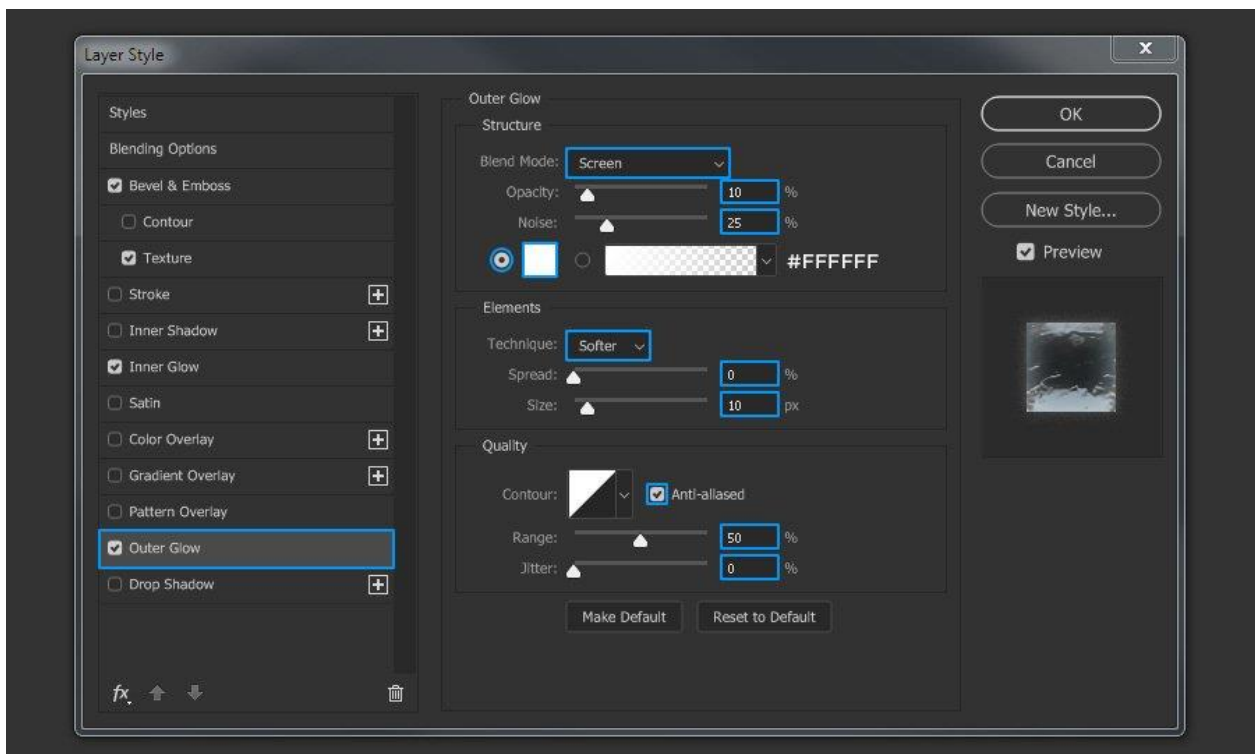 Layer Style
X
Styles
Blending Options
Bevel & Emboss
Contour
Texture
Stroke
Inner Shadow
Inner Glow
Satin
Color Overlay
Gradient Overlay
Pattern Overlay
Outer Glow
Drop Shadow
fx
Outer Glow
Structure
Blend Mode: Screen
Opacity: 10 %
Noise: 25 %
#FFFFFF
Elements
Technique: Softer
Spread: 0 %
Size: 10 px
Quality
Contour: Anti-aliased
Range: 50 %
Jitter: 0 %
Make Default Reset to Default
OK
Cancel
New Style...
Preview